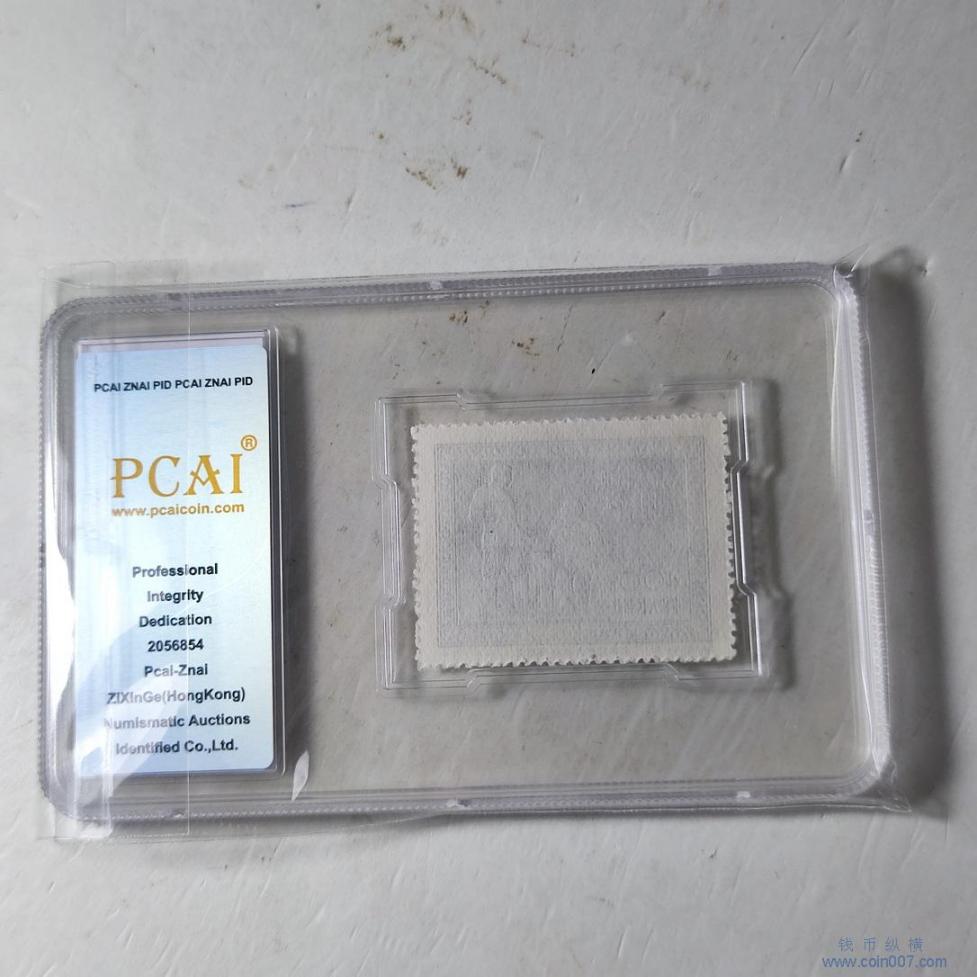 PCAI ZNAI PID PCAI ZNAI PID
PCAI®
www.pcaicoin.com
Professional
Integrity
Dedication
2056854
Pcai-Znai
ZIXinGe(HongKong)
Numismatic Auctions
Identified Co.,Ltd.
钱币纵横
www.coin007.com